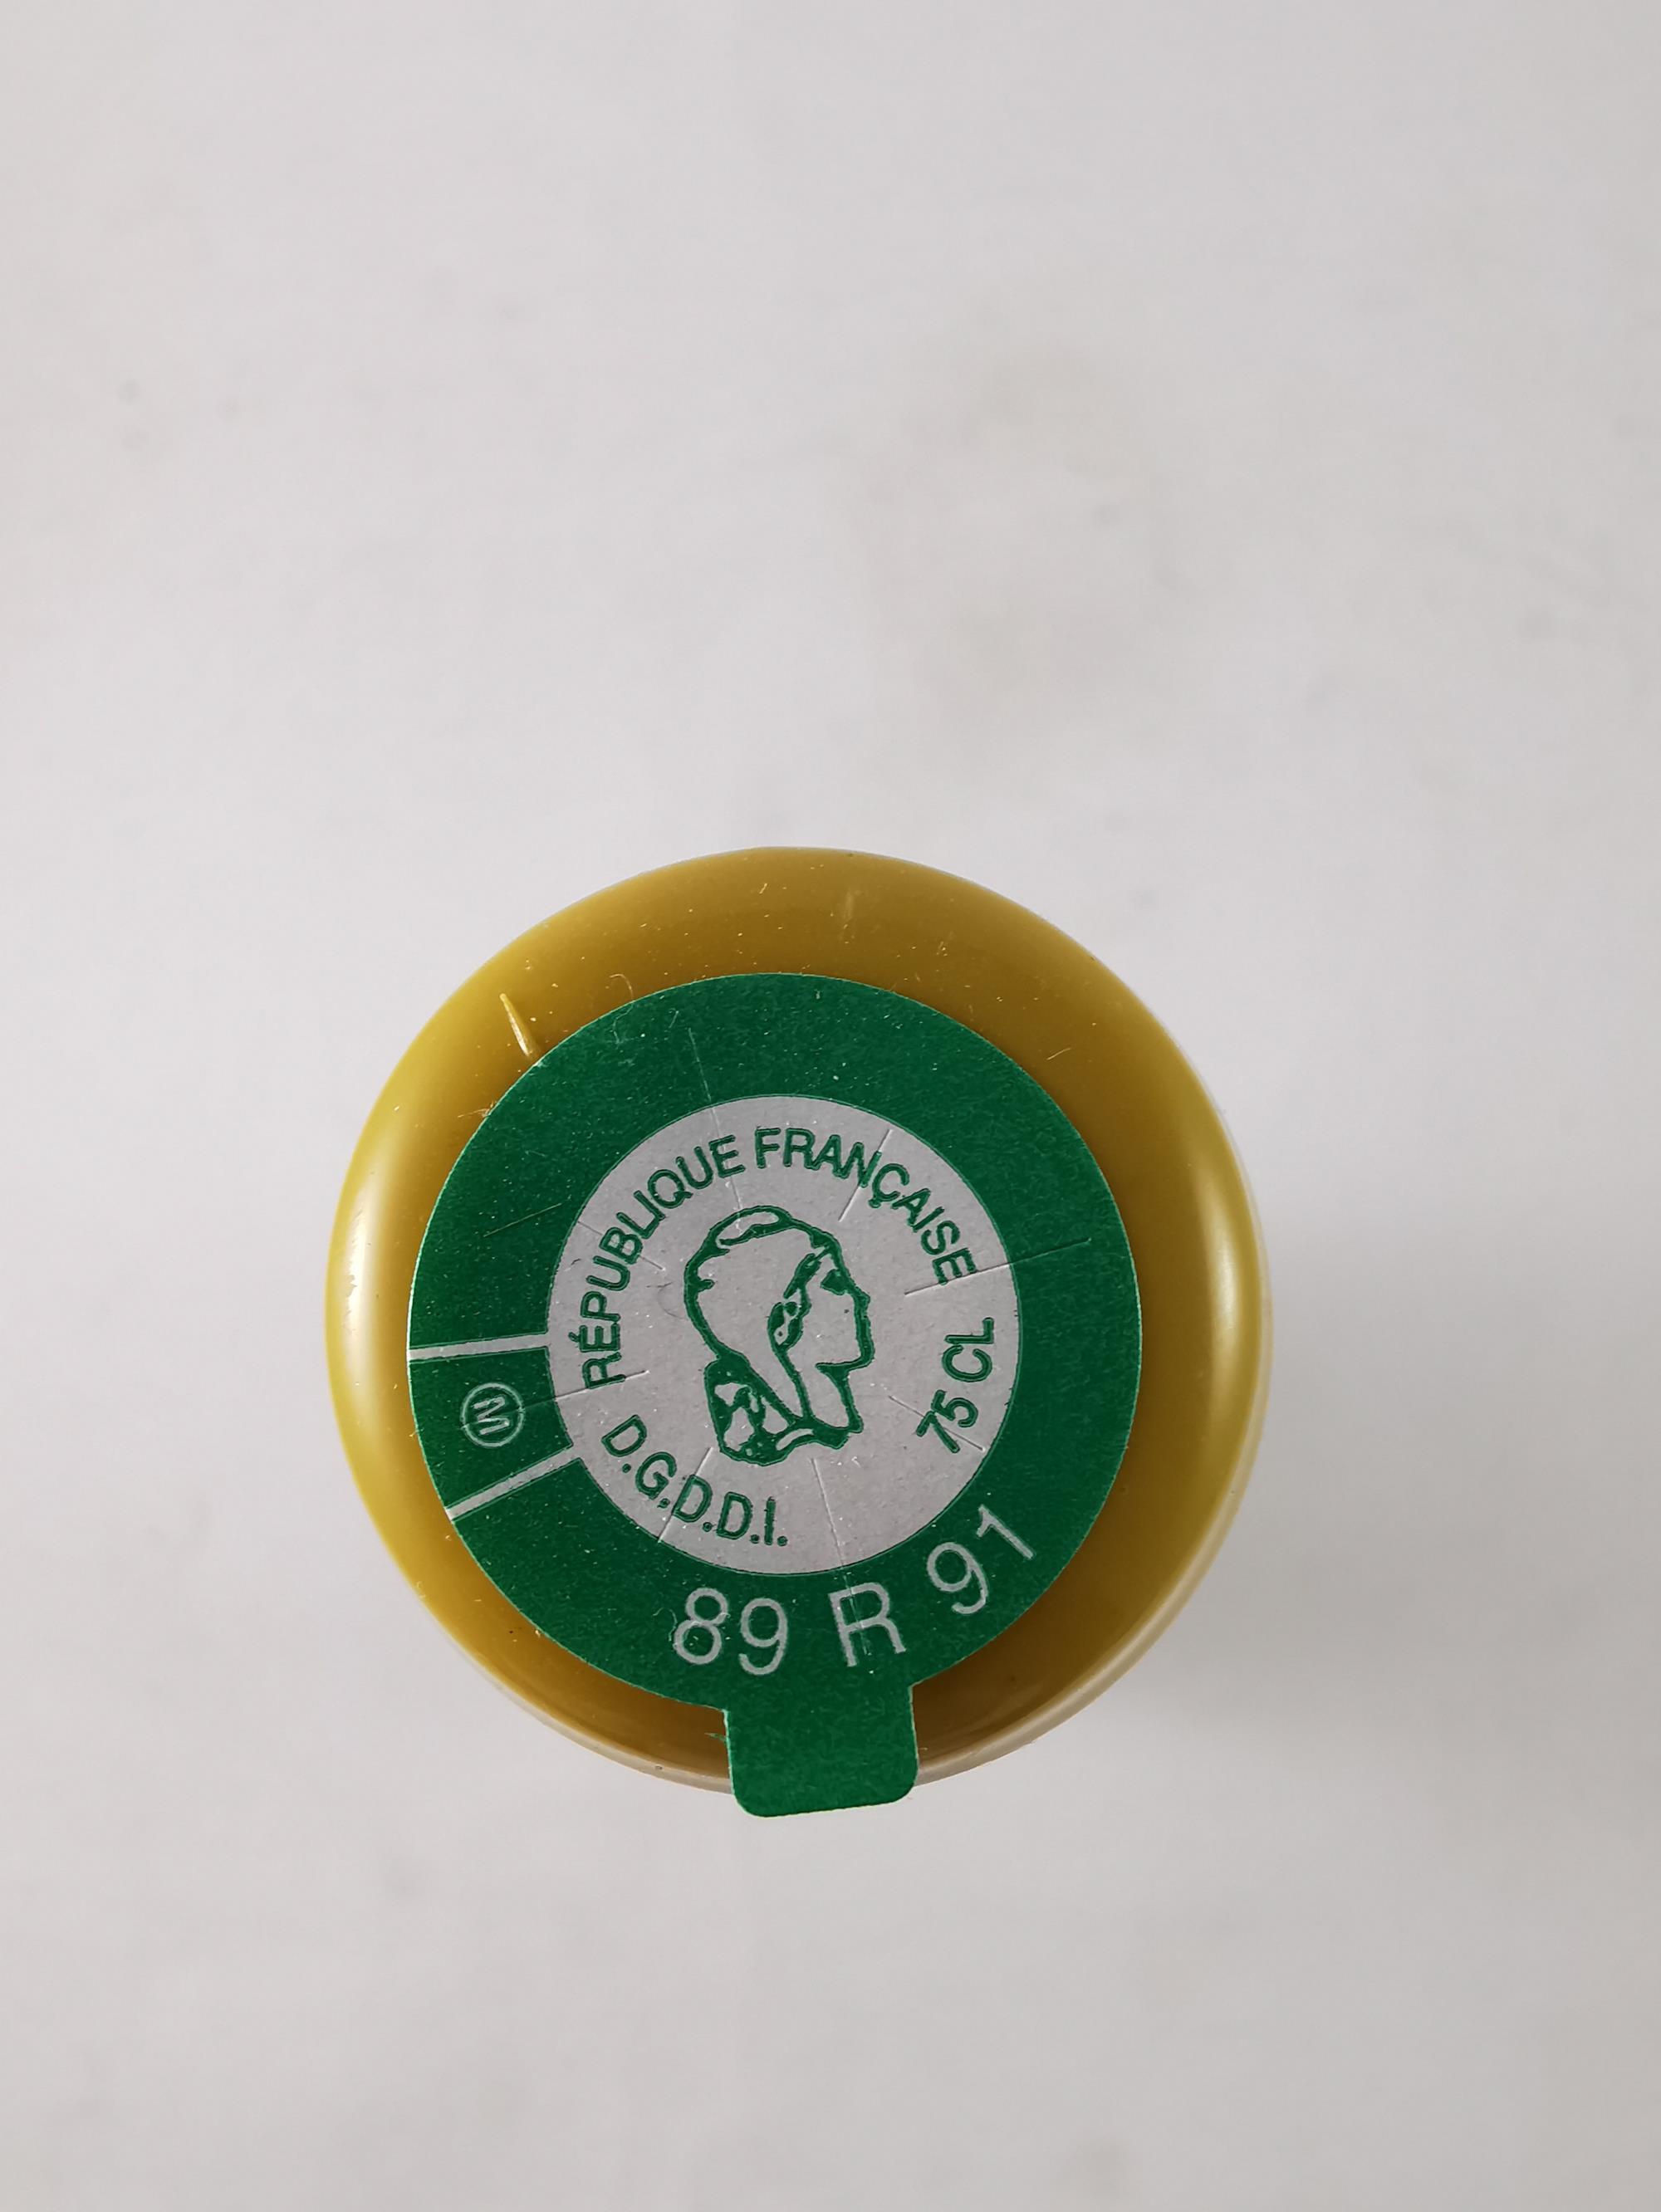 RÉPUBLIQUE FRANÇAISE
75 CL
D.G.D.D.I.
89 R 91
M